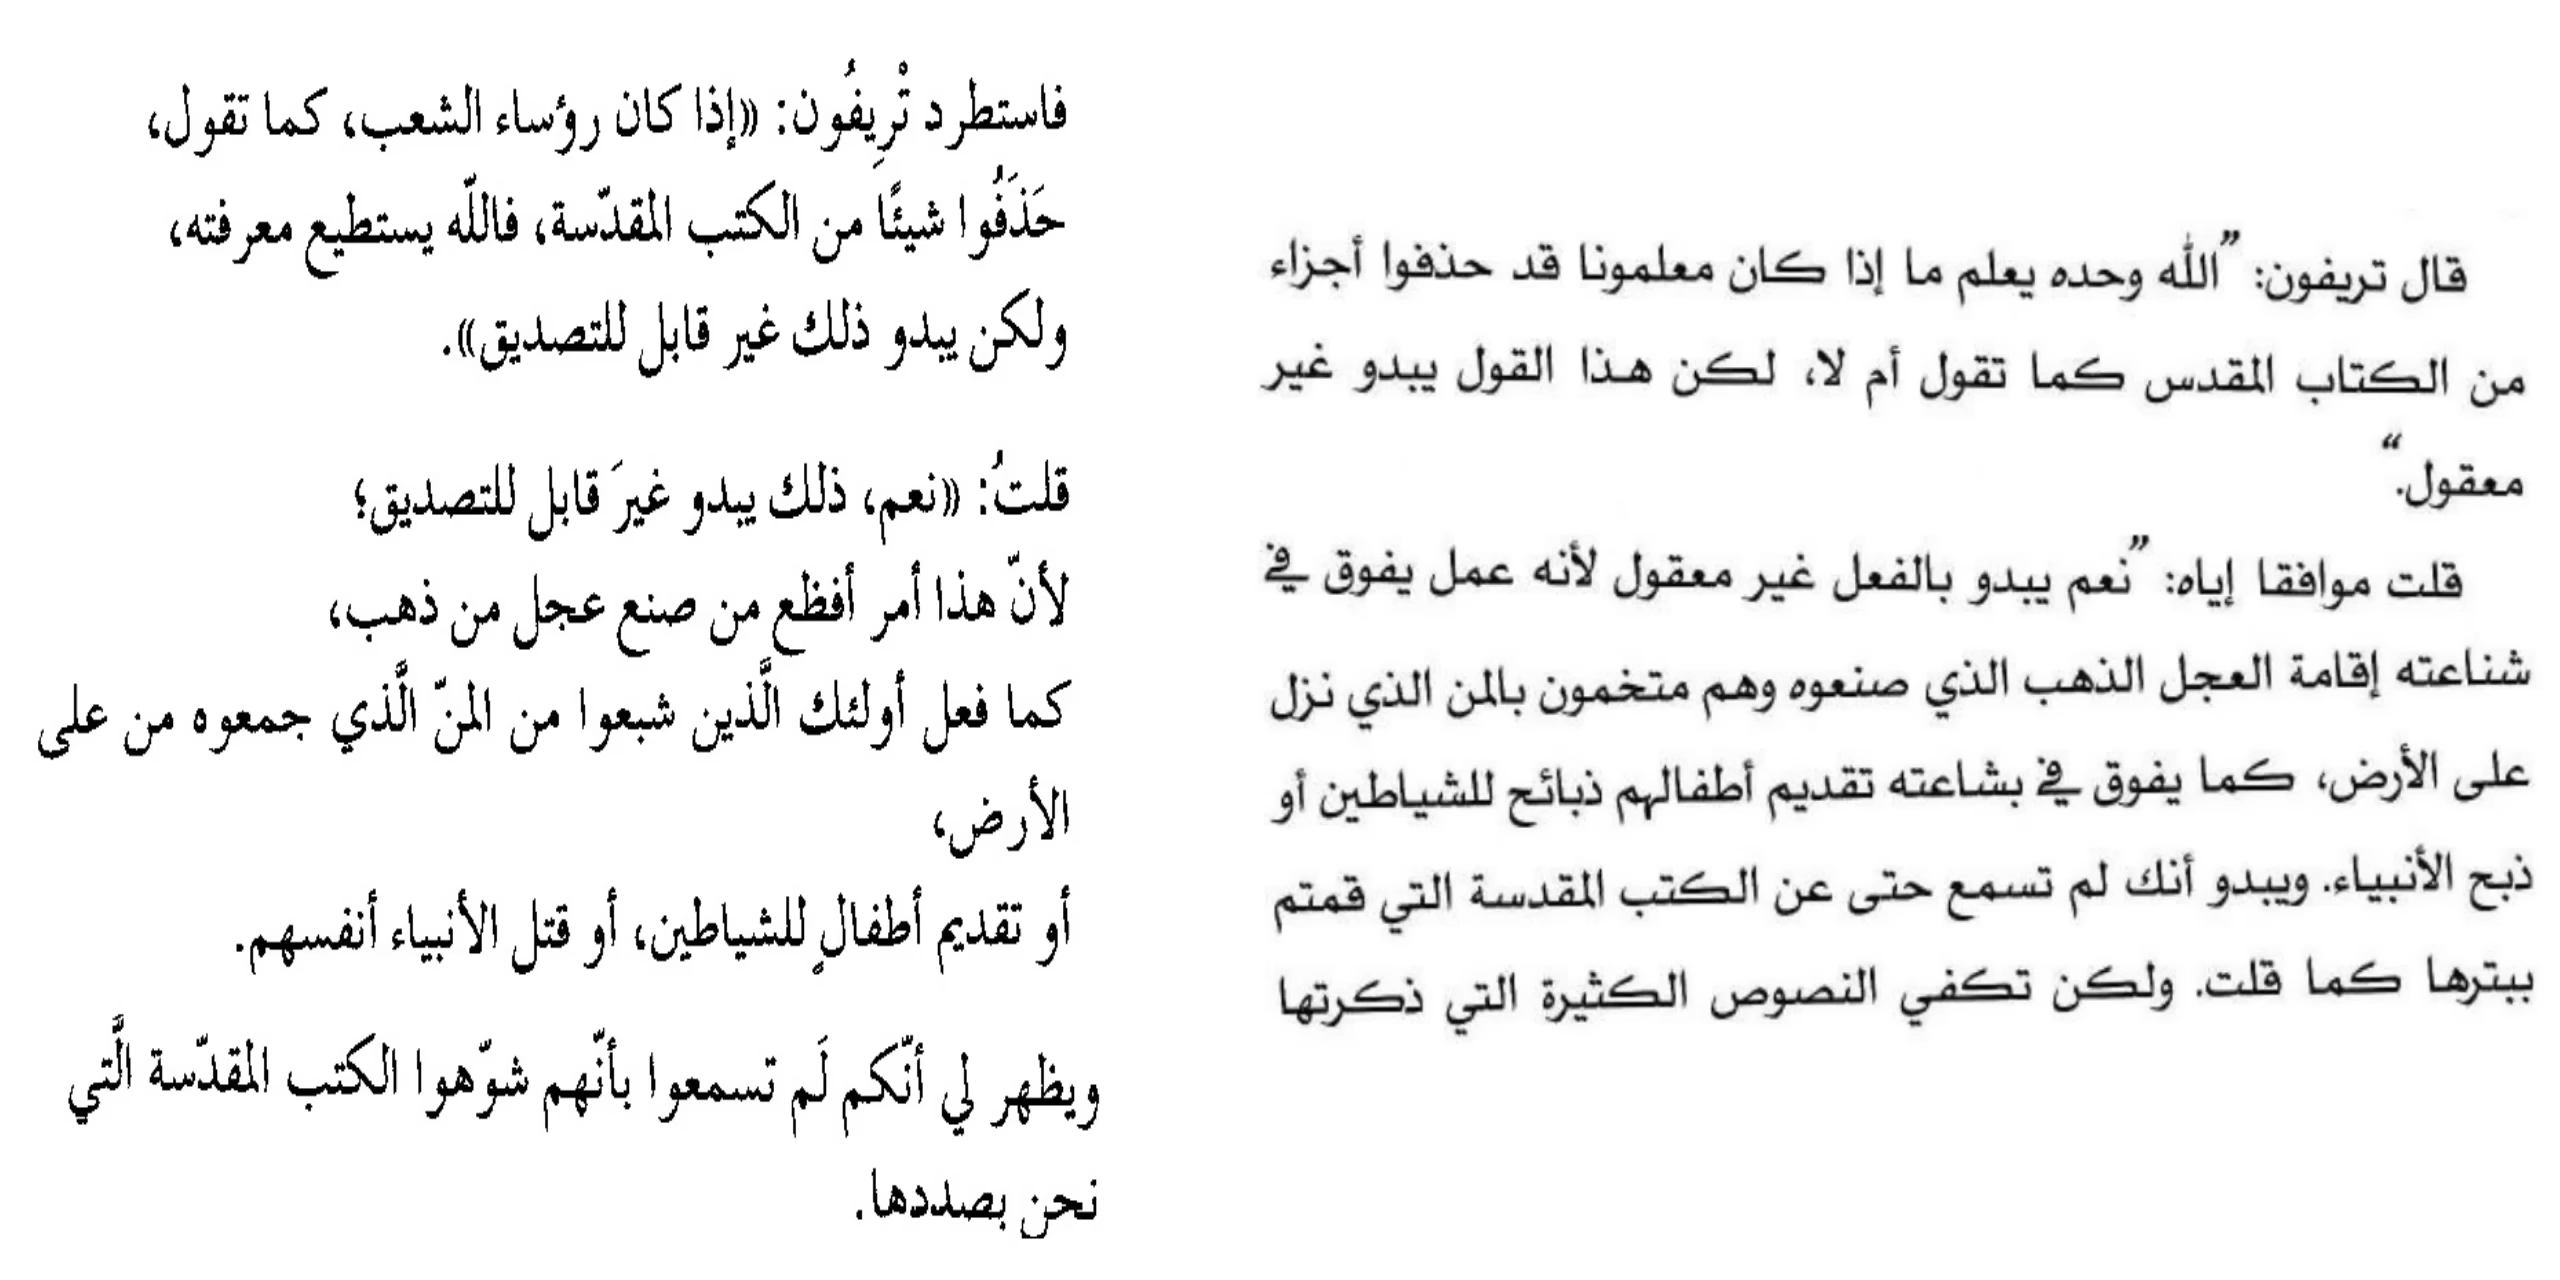 قال تريفون: ”الله وحده يعلم ما إذا كان معلمونا قد حذفوا أجزاء
من الكتاب المقدس كما تقول أم لا، لكن هذا القول يبدو غير
معقول.“
قلت موافقا إياه: ”نعم يبدو بالفعل غير معقول لأنه عمل يفوق في
شناعته إقامة العجل الذهب الذي صنعوه وهم متخمون بالمن الذي نزل
على الأرض، كما يفوق في بشاعته تقديم أطفالهم ذبائح للشياطين أو
ذبح الأنبياء. ويبدو أنك لم تسمع حتى عن الكتب المقدسة التي قمتم
ببترها كما قلت. ولكن تكفي النصوص الكثيرة التي ذكرتها
فاستطرد تْرِيفُون: «إذا كان رؤساء الشعب، كما تقول،
حَذَفُوا شيئًا من الكتب المقدّسة، فاللّه يستطيع معرفته،
ولكن يبدو ذلك غير قابل للتصديق».
قلتُ: «نعم، ذلك يبدو غيرَ قابل للتصديق؛
لأنّ هذا أمر أفظع من صنع عجل من ذهب،
كما فعل أولئك الَّذين شبعوا من المنّ الَّذي جمعوه من على
الأرض،
أو تقديم أطفالٍ للشياطين، أو قتل الأنبياء أنفسهم.
ويظهر لي أنّكم لَم تسمعوا بأنّهم شوّهوا الكتب المقدّسة الَّتي
نحن بصددها.